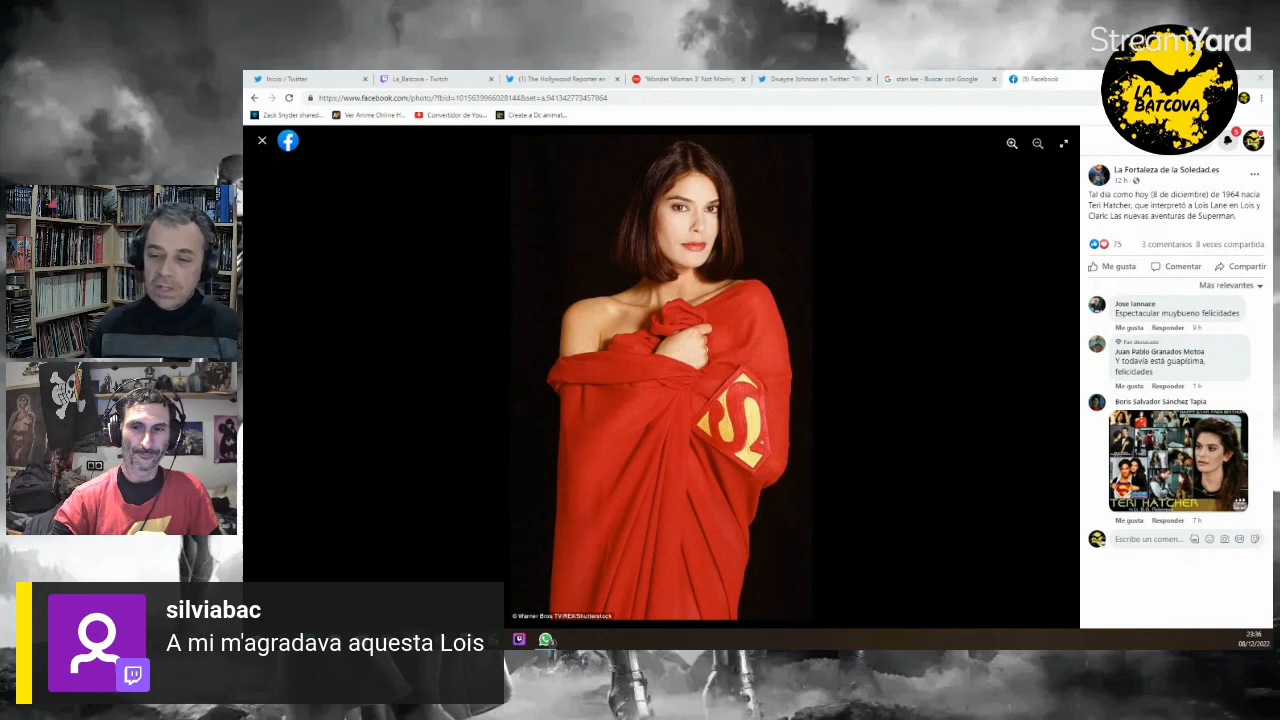 StreamYard
LA
BATCOVA
Inicio / Twitter
La_Batcova - Twitch
(1) The Hollywood Reporter en
'Wonder Woman 3' Not Moving
Dwayne Johnson en Twitter: "W
stan lee - Buscar con Google
(5) Facebook
https://www.facebook.com/photo/?fbid=10156399660281448&set=a.941342773457864
Zack Snyder shared...
Ver Anime Online H...
Convertidor de You...
Create a Dc animat...
5
La Fortaleza de la Soledad.es
12 h
Tal día como hoy (8 de diciembre) de 1964 nacía
Teri Hatcher, que interpretó a Lois Lane en Lois y
Clark: Las nuevas aventuras de Superman.
75
3 comentarios 8 veces compartida
Me gusta
Comentar
Compartir
Más relevantes
Jose Iannace
Espectacular muybueno felicidades
Me gusta Responder 9 h
Fan destacado
Juan Pablo Granados Motoa
Y todavía está guapísima,
felicidades
Me gusta Responder 1 h
Boris Salvador Sánchez Tapia
TERI HATCHER
Me gusta Responder 7 h
Escribe un comen...
© Warner Bros TV/REX/Shutterstock
23:36
08/12/2022
silviabac
A mi m'agradava aquesta Lois